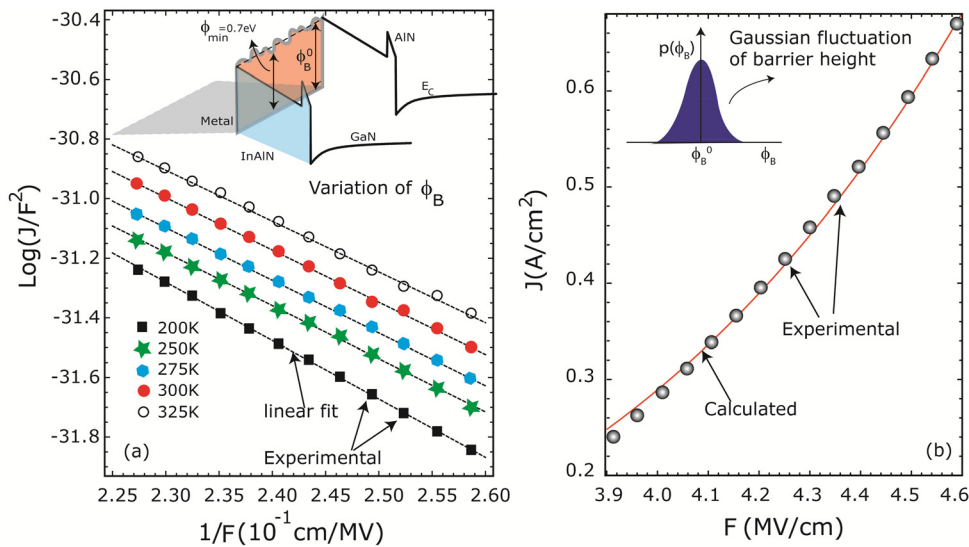 -30.4
-30.6
-30.8
-31.0
-31.2
-31.4
-31.6
-31.8
Log(J/F²)
ϕmin=0.7eV
ϕB⁰
AlN
EC
Metal
InAlN
GaN
Variation of ϕB
200K
250K
275K
300K
325K
linear fit
Experimental
(a)
2.25 2.30 2.35 2.40 2.45 2.50 2.55 2.60
1/F(10⁻¹ cm/MV)
J(A/cm²)
0.6
0.5
0.4
0.3
0.2
p(ϕB)
Gaussian fluctuation
of barrier height
ϕB⁰
ϕB
Experimental
Calculated
(b)
3.9 4.0 4.1 4.2 4.3 4.4 4.5 4.6
F (MV/cm)